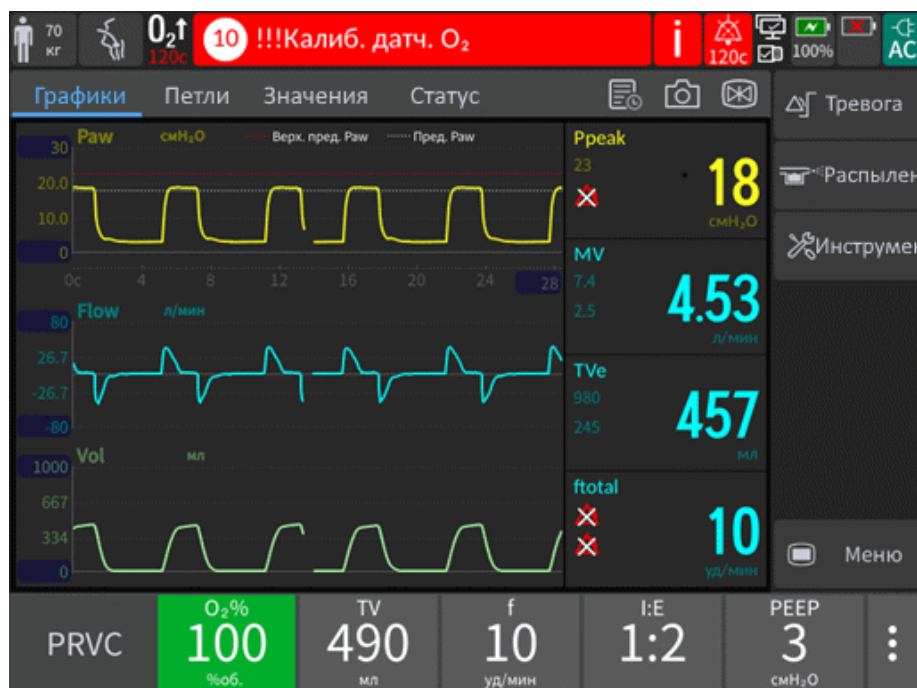 70
кг
O₂↑
120с
10 !!!Калиб. датч. O₂
i
120с
100%
AC
Графики Петли Значения Статус
Тревога
Распылен
Инструмен
Меню
Paw смH₂O Верх. пред. Paw Пред. Paw
30
20.0
10.0
0
0с 4 8 12 16 20 24 28
Flow л/мин
80
26.7
-26.7
-80
Vol мл
1000
667
334
0
Ppeak
23
18
смH₂O
MV
7.4
2.5
4.53
л/мин
TVe
980
245
457
мл
ftotal
10
уд/мин
PRVC
O₂%
100
%об.
TV
490
мл
f
10
уд/мин
I:E
1:2
PEEP
3
смH₂O